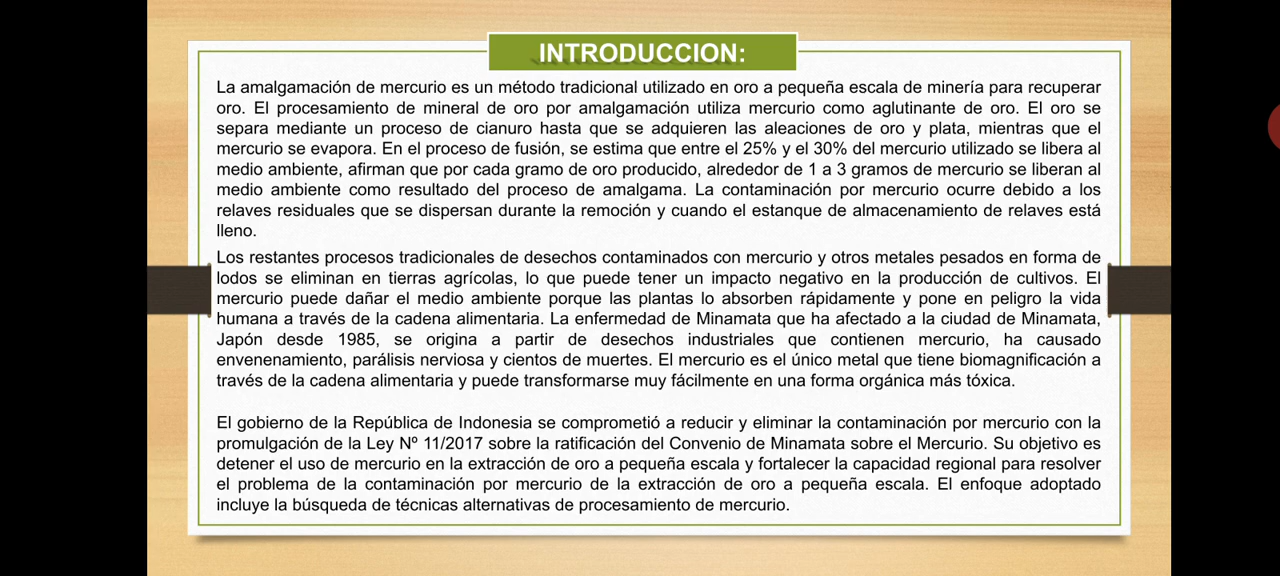 INTRODUCCION:
La amalgamación de mercurio es un método tradicional utilizado en oro a pequeña escala de minería para recuperar
oro. El procesamiento de mineral de oro por amalgamación utiliza mercurio como aglutinante de oro. El oro se
separa mediante un proceso de cianuro hasta que se adquieren las aleaciones de oro y plata, mientras que el
mercurio se evapora. En el proceso de fusión, se estima que entre el 25% y el 30% del mercurio utilizado se libera al
medio ambiente, afirman que por cada gramo de oro producido, alrededor de 1 a 3 gramos de mercurio se liberan al
medio ambiente como resultado del proceso de amalgama. La contaminación por mercurio ocurre debido a los
relaves residuales que se dispersan durante la remoción y cuando el estanque de almacenamiento de relaves está
lleno.
Los restantes procesos tradicionales de desechos contaminados con mercurio y otros metales pesados en forma de
lodos se eliminan en tierras agrícolas, lo que puede tener un impacto negativo en la producción de cultivos. El
mercurio puede dañar el medio ambiente porque las plantas lo absorben rápidamente y pone en peligro la vida
humana a través de la cadena alimentaria. La enfermedad de Minamata que ha afectado a la ciudad de Minamata,
Japón desde 1985, se origina a partir de desechos industriales que contienen mercurio, ha causado
envenenamiento, parálisis nerviosa y cientos de muertes. El mercurio es el único metal que tiene biomagnificación a
través de la cadena alimentaria y puede transformarse muy fácilmente en una forma orgánica más tóxica.
El gobierno de la República de Indonesia se comprometió a reducir y eliminar la contaminación por mercurio con la
promulgación de la Ley Nº 11/2017 sobre la ratificación del Convenio de Minamata sobre el Mercurio. Su objetivo es
detener el uso de mercurio en la extracción de oro a pequeña escala y fortalecer la capacidad regional para resolver
el problema de la contaminación por mercurio de la extracción de oro a pequeña escala. El enfoque adoptado
incluye la búsqueda de técnicas alternativas de procesamiento de mercurio.